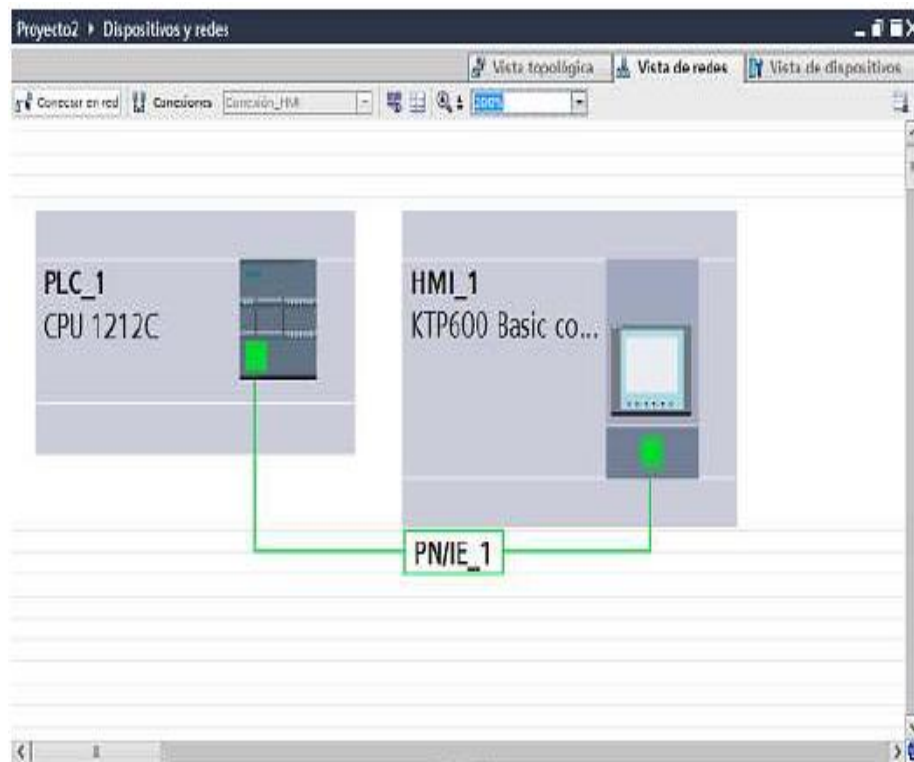 Proyecto2 ▸ Dispositivos y redes
Vista topológica
Vista de redes
Vista de dispositivos
Conectar en red
Conexiones
Conexión_HMI
200%
PLC_1
CPU 1212C
HMI_1
KTP600 Basic co...
PN/IE_1